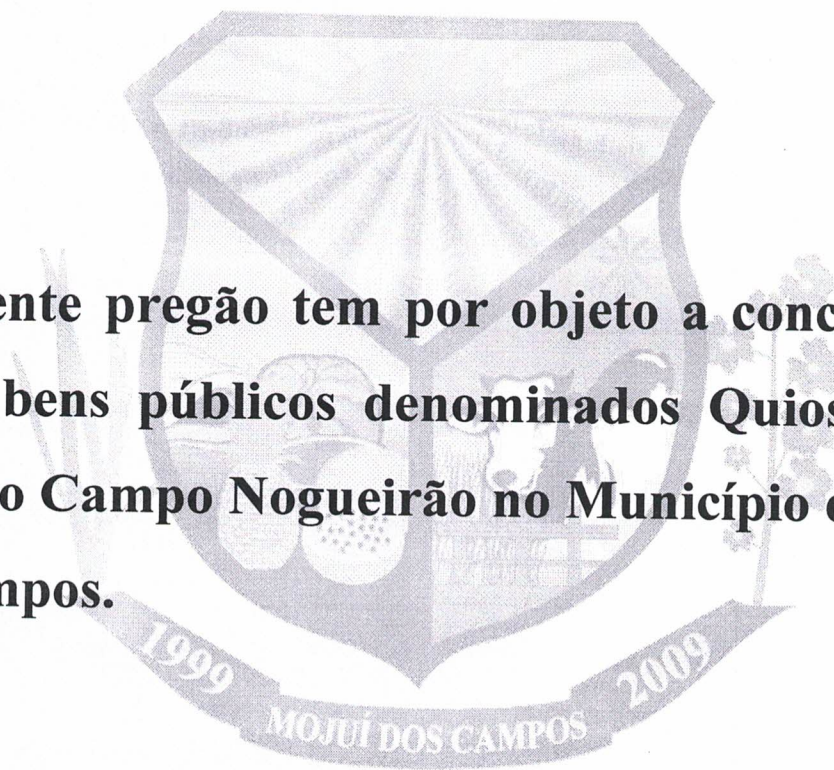 ente pregão tem por objeto a conc
bens públicos denominados Quios
o Campo Nogueirão no Município
mpos.
1999
MOJUÍ DOS CAMPOS
2009